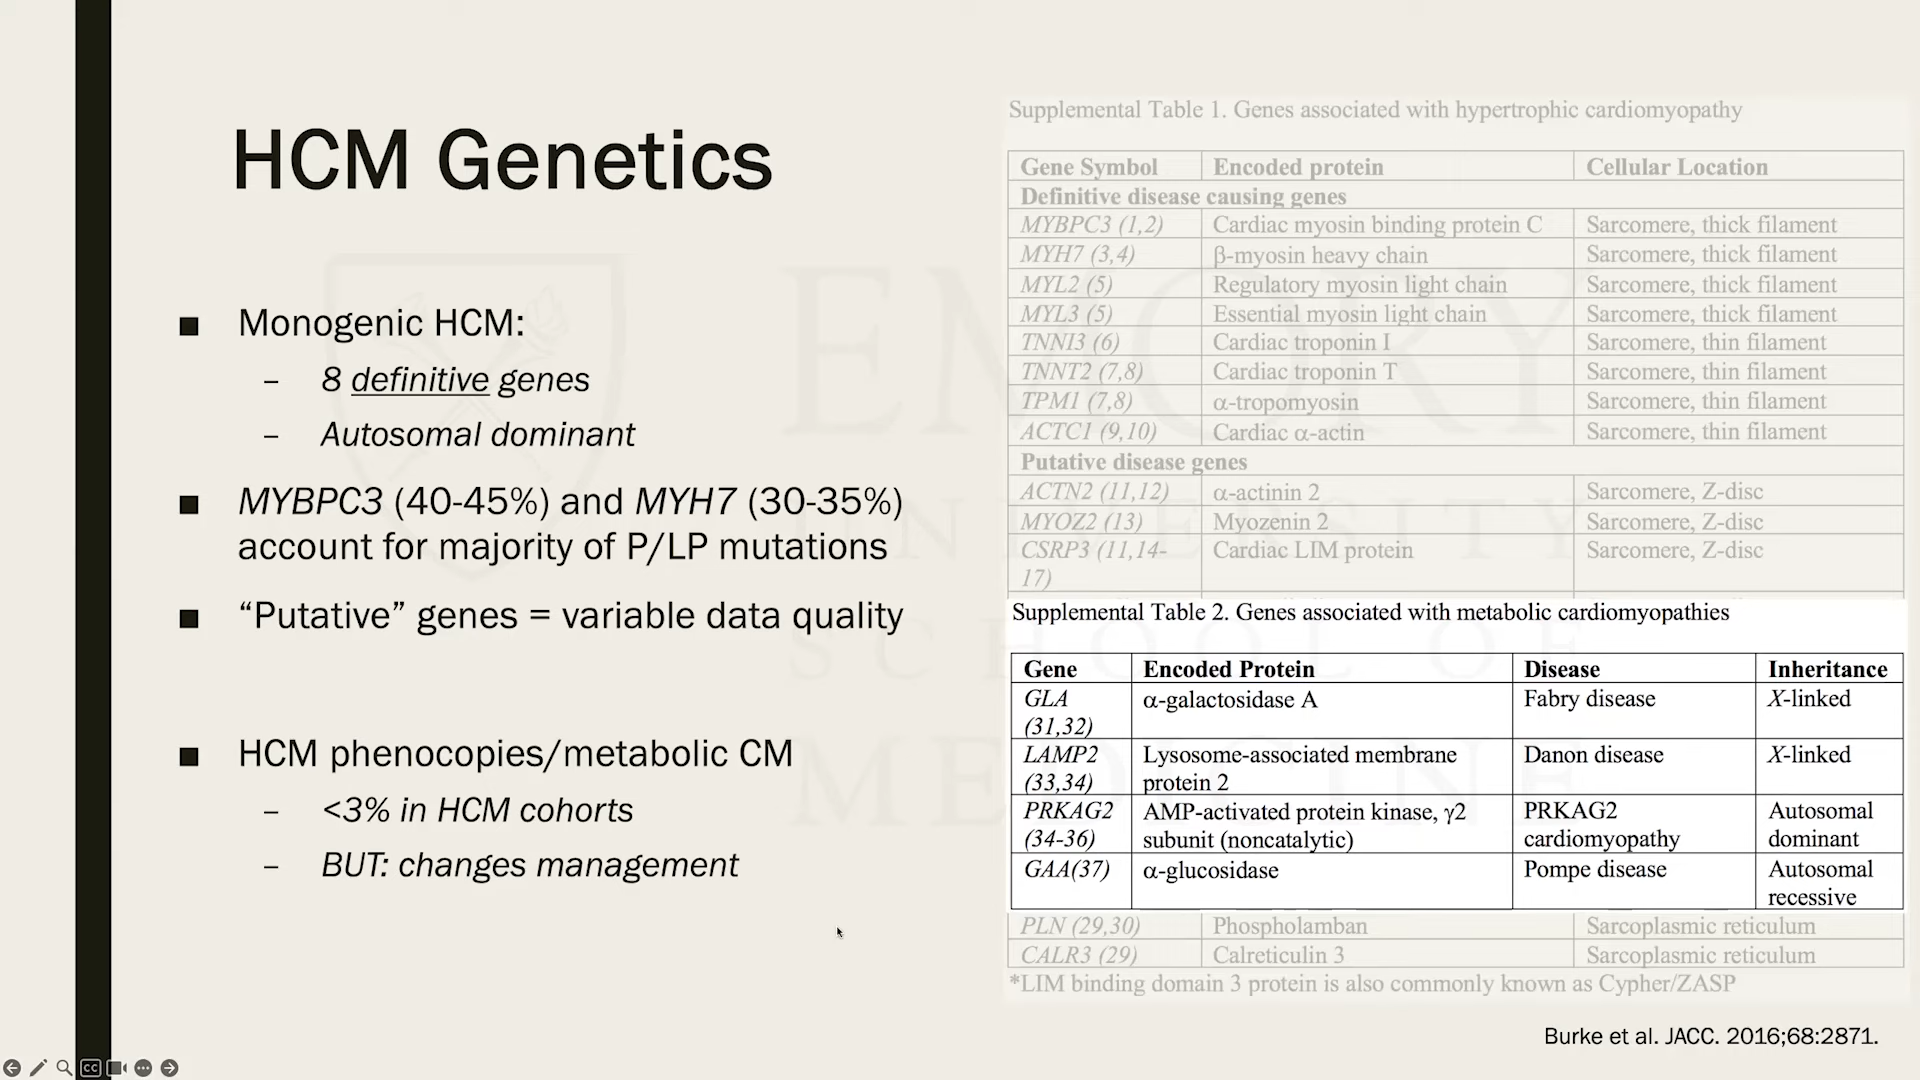 HCM Genetics
■ Monogenic HCM:
– 8 definitive genes
– Autosomal dominant
■ MYBPC3 (40-45%) and MYH7 (30-35%)
account for majority of P/LP mutations
■ “Putative” genes = variable data quality
■ HCM phenocopies/metabolic CM
– <3% in HCM cohorts
– BUT: changes management
Supplemental Table 1. Genes associated with hypertrophic cardiomyopathy
Gene Symbol Encoded protein Cellular Location
Definitive disease causing genes
MYBPC3 (1,2) Cardiac myosin binding protein C Sarcomere, thick filament
MYH7 (3,4) β-myosin heavy chain Sarcomere, thick filament
MYL2 (5) Regulatory myosin light chain Sarcomere, thick filament
MYL3 (5) Essential myosin light chain Sarcomere, thick filament
TNNI3 (6) Cardiac troponin I Sarcomere, thin filament
TNNT2 (7,8) Cardiac troponin T Sarcomere, thin filament
TPM1 (7,8) α-tropomyosin Sarcomere, thin filament
ACTC1 (9,10) Cardiac α-actin Sarcomere, thin filament
Putative disease genes
ACTN2 (11,12) α-actinin 2 Sarcomere, Z-disc
MYOZ2 (13) Myozenin 2 Sarcomere, Z-disc
CSRP3 (11,14- Cardiac LIM protein Sarcomere, Z-disc
17)
Supplemental Table 2. Genes associated with metabolic cardiomyopathies
Gene Encoded Protein Disease Inheritance
GLA α-galactosidase A Fabry disease X-linked
(31,32)
LAMP2 Lysosome-associated membrane Danon disease X-linked
(33,34) protein 2
PRKAG2 AMP-activated protein kinase, γ2 PRKAG2 Autosomal
(34-36) subunit (noncatalytic) cardiomyopathy dominant
GAA(37) α-glucosidase Pompe disease Autosomal
recessive
PLN (29,30) Phospholamban Sarcoplasmic reticulum
CALR3 (29) Calreticulin 3 Sarcoplasmic reticulum
*LIM binding domain 3 protein is also commonly known as Cypher/ZASP
Burke et al. JACC. 2016;68:2871.
EMORY
UNIVERSITY
SCHOOL OF
MEDICINE
CC